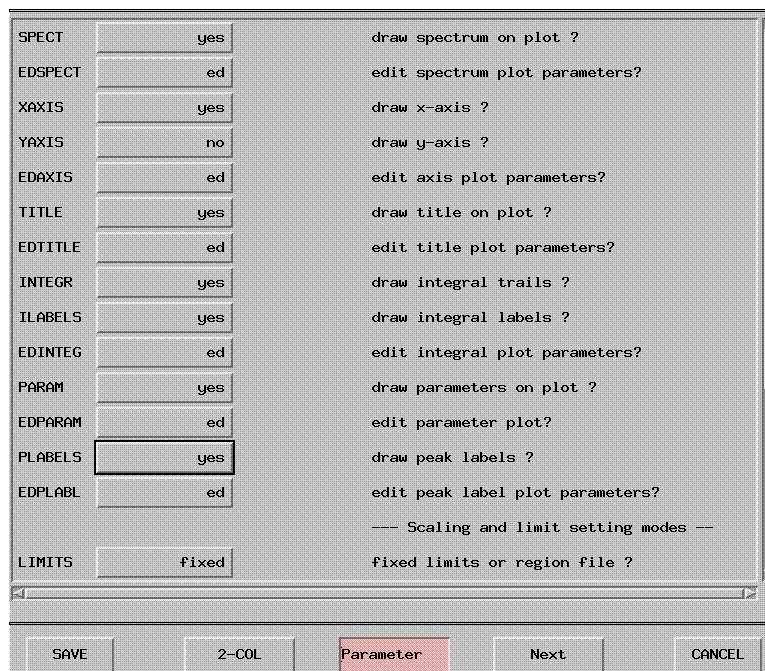 SPECT yes draw spectrum on plot ?
EDSPECT ed edit spectrum plot parameters?
XAXIS yes draw x-axis ?
YAXIS no draw y-axis ?
EDAXIS ed edit axis plot parameters?
TITLE yes draw title on plot ?
EDTITLE ed edit title plot parameters?
INTEGR yes draw integral trails ?
ILABELS yes draw integral labels ?
EDINTEG ed edit integral plot parameters?
PARAM yes draw parameters on plot ?
EDPARAM ed edit parameter plot?
PLABELS yes draw peak labels ?
EDPLABL ed edit peak label plot parameters?
--- Scaling and limit setting modes --
LIMITS fixed fixed limits or region file ?
SAVE 2-COL Parameter Next CANCEL